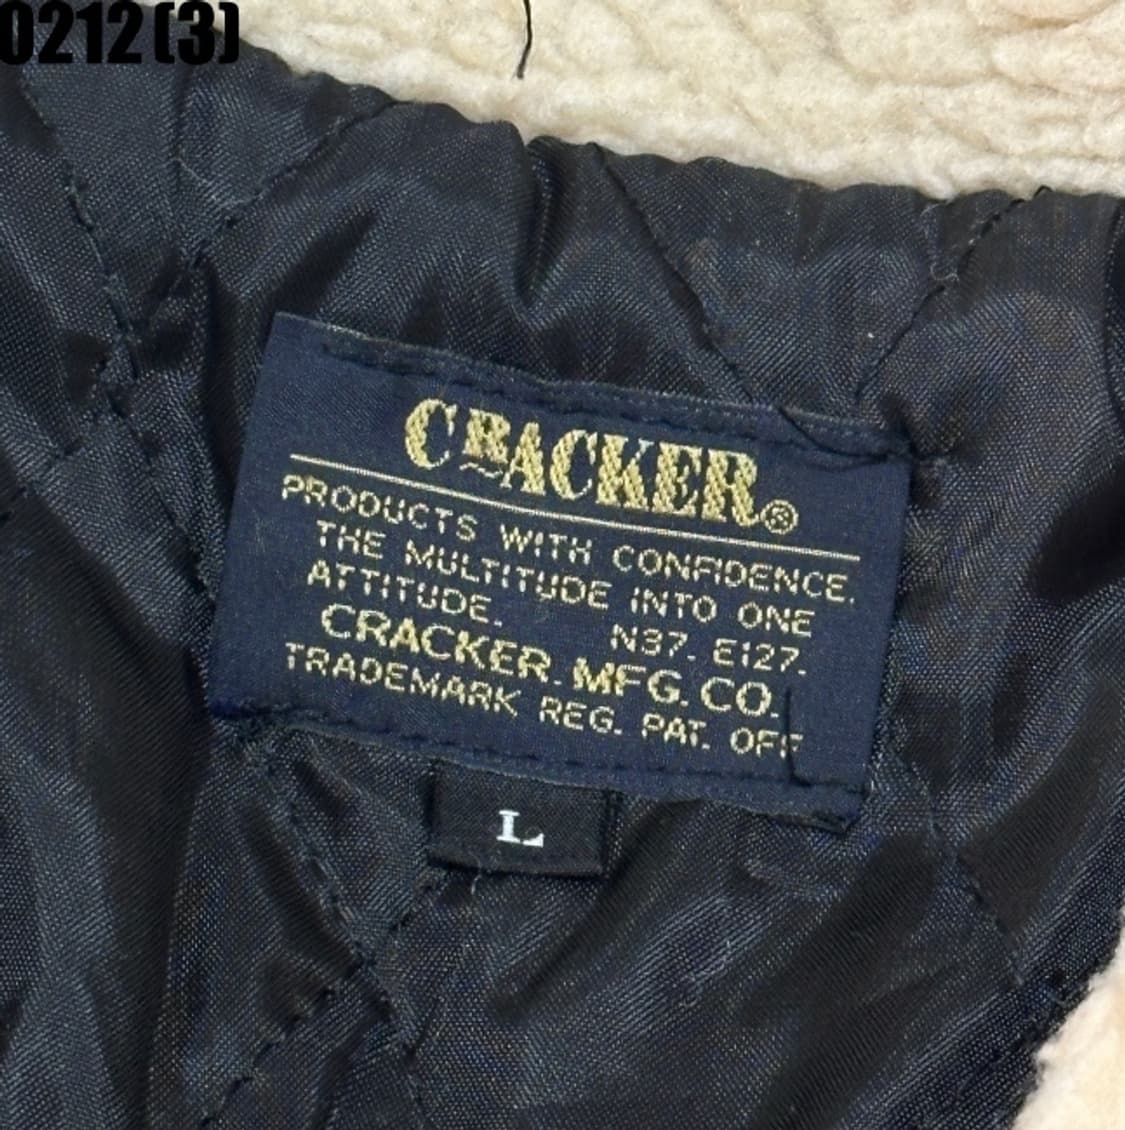 0212(3)
CRACKER®
PRODUCTS WITH CONFIDENCE.
THE MULTITUDE INTO ONE
ATTITUDE. N37. E127.
CRACKER. MFG. CO.
TRADEMARK REG. PAT. OFF
L